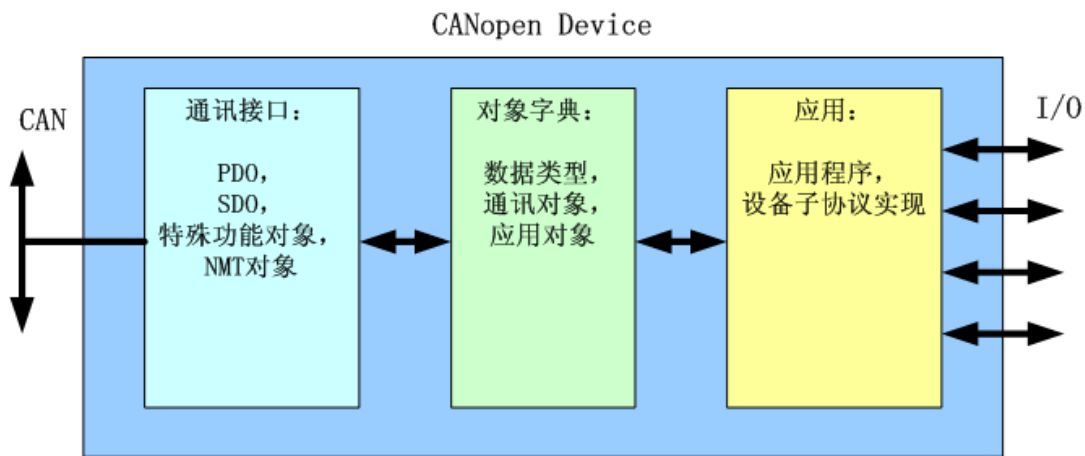 CANopen Device
CAN
通讯接口：
PDO，
SDO，
特殊功能对象，
NMT对象
对象字典：
数据类型，
通讯对象，
应用对象
应用：
应用程序，
设备子协议实现
I/O